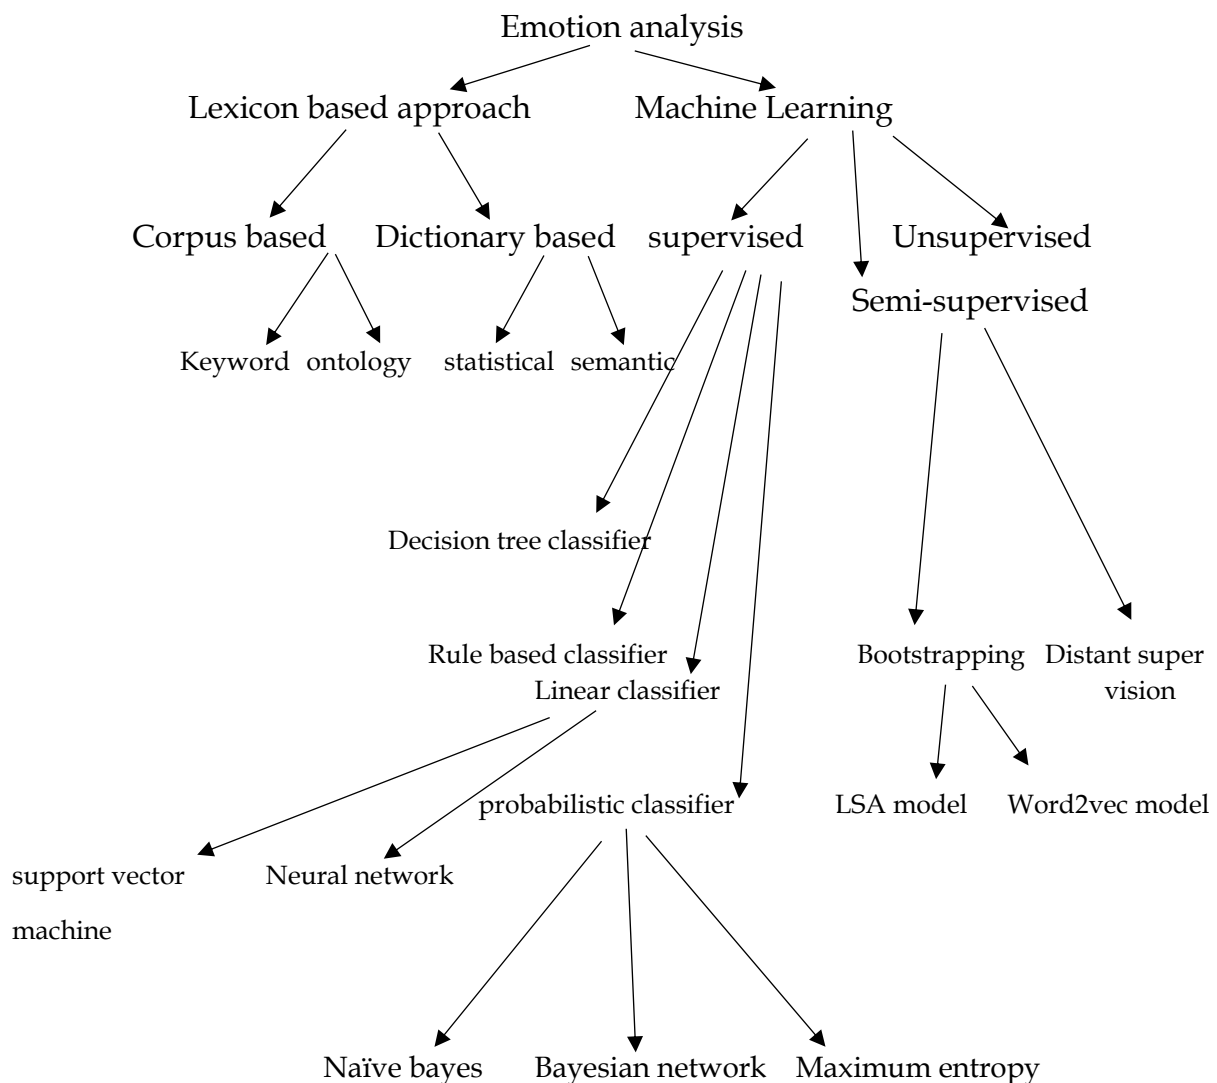 Emotion analysis
Lexicon based approach
Machine Learning
Corpus based
Dictionary based
supervised
Unsupervised
Semi-supervised
Keyword
ontology
statistical
semantic
Decision tree classifier
Rule based classifier
Linear classifier
Bootstrapping
Distant super
vision
probabilistic classifier
LSA model
Word2vec model
support vector
machine
Neural network
Naïve bayes
Bayesian network
Maximum entropy